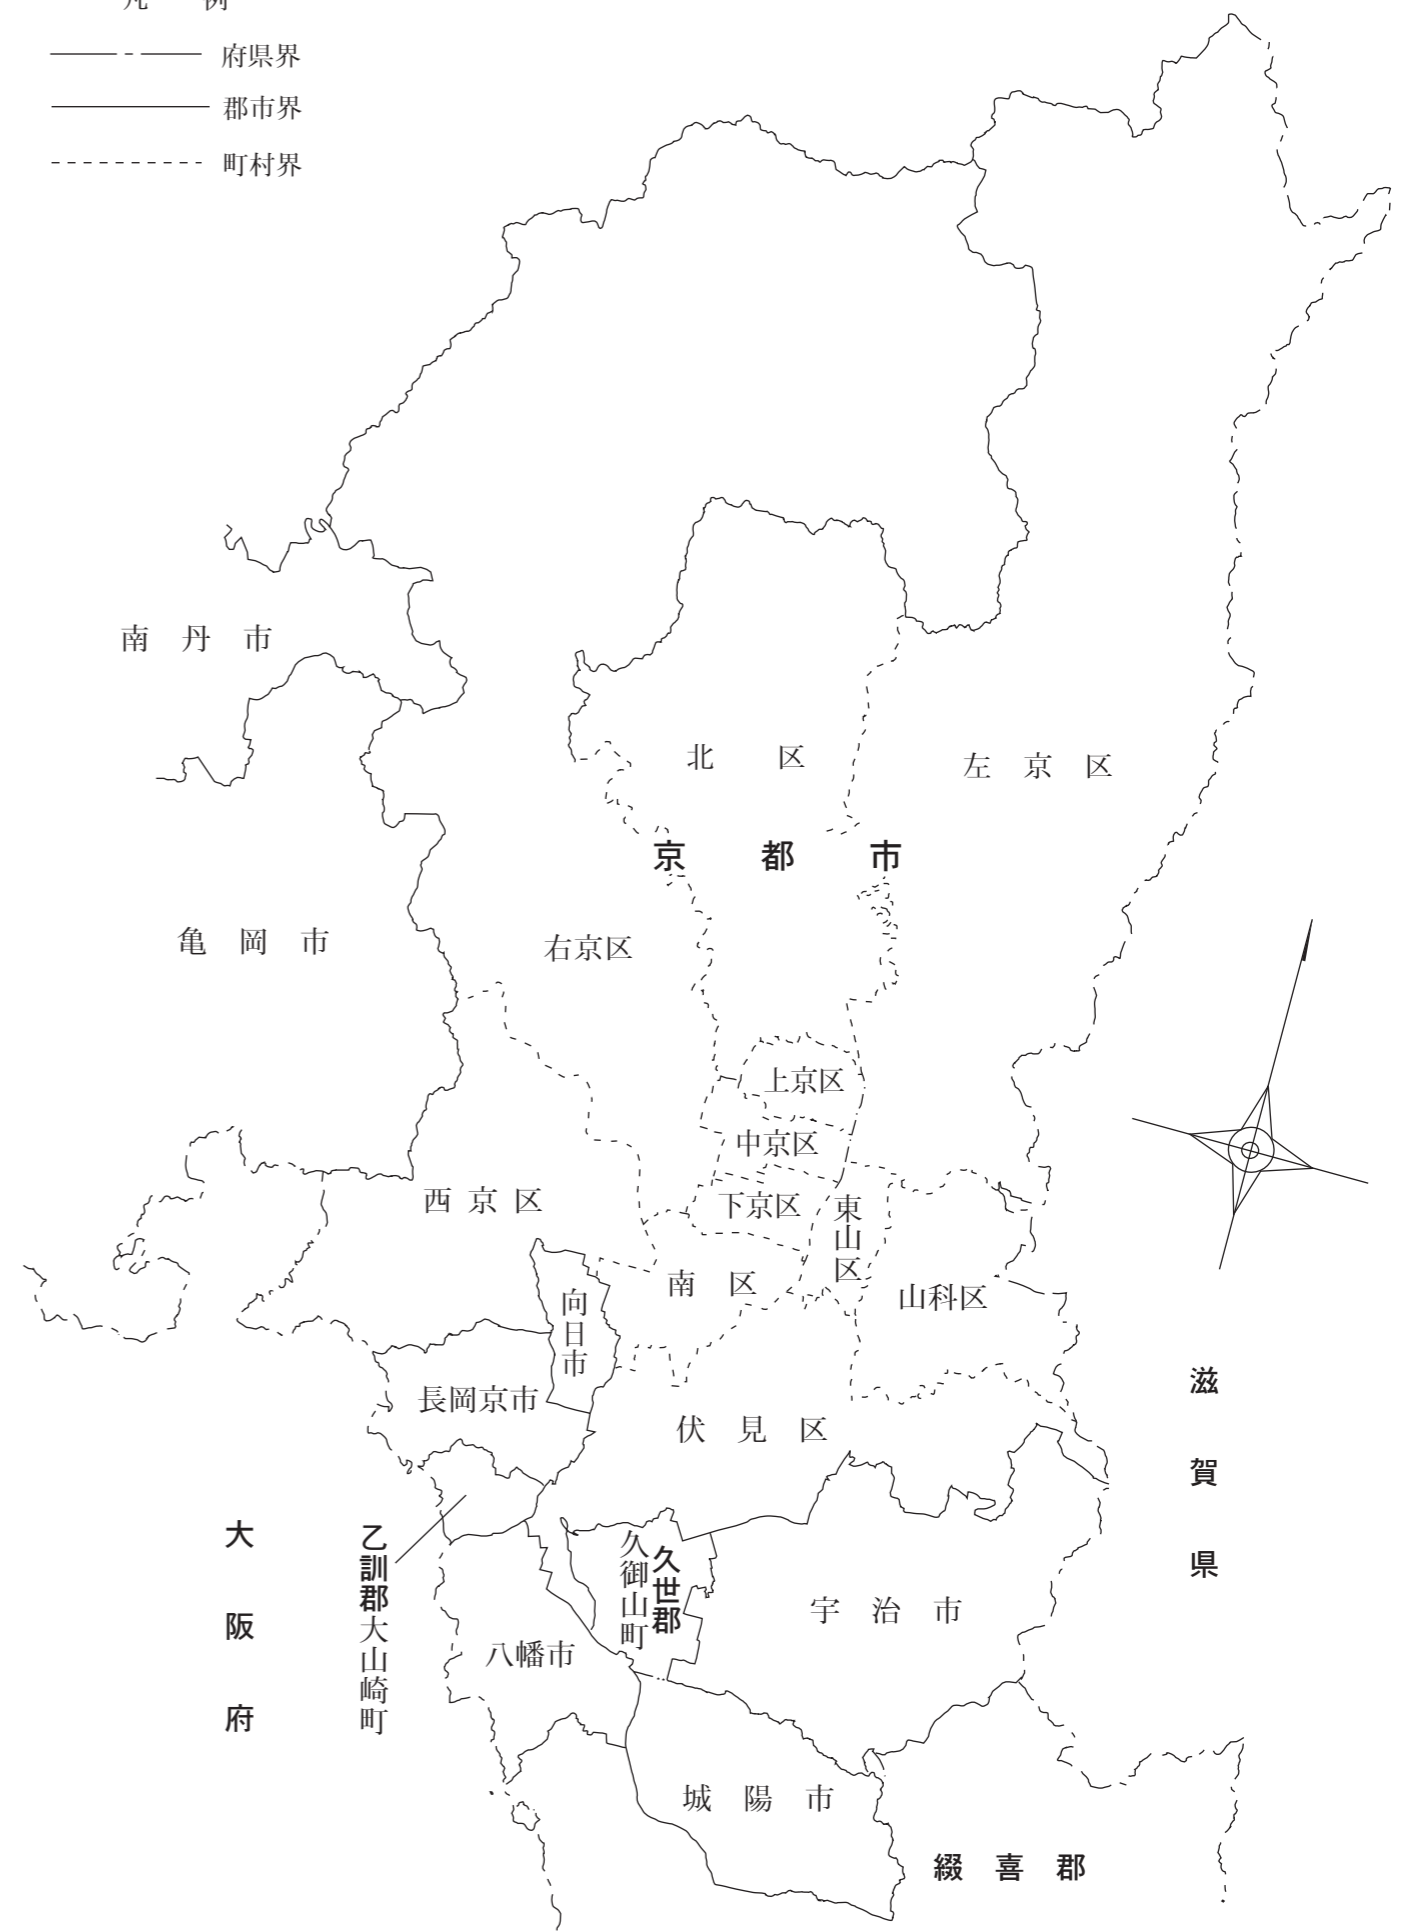 凡例
府県界
郡市界
町村界
南丹市
北区
左京区
京都市
亀岡市
右京区
上京区
中京区
西京区
下京区
東山区
南区
山科区
向日市
長岡京市
伏見区
滋賀県
大阪府
乙訓郡大山崎町
久世郡
久御山町
宇治市
八幡市
城陽市
綴喜郡